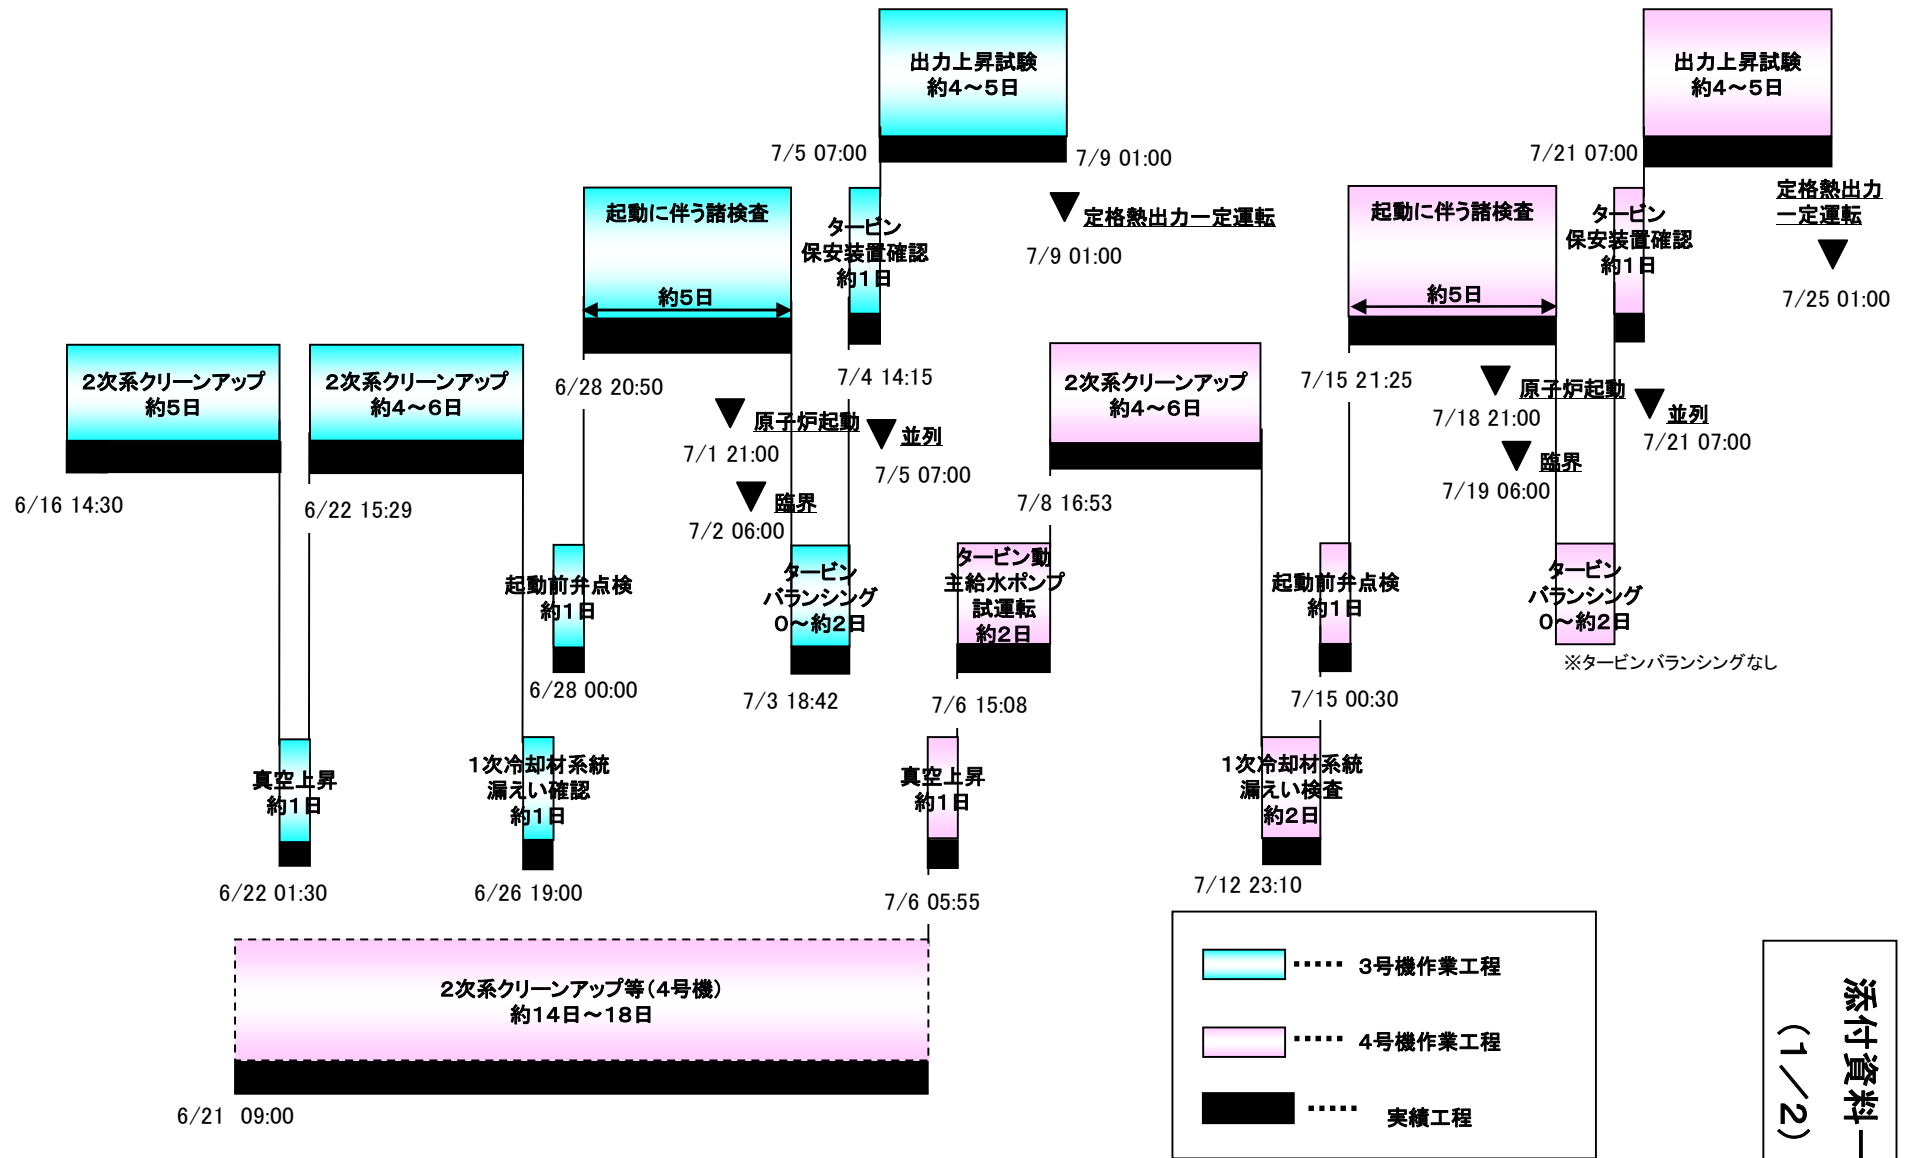 出力上昇試験
約4～5日
7/5 07:00
7/9 01:00
定格熱出力一定運転
7/9 01:00
起動に伴う諸検査
約5日
6/28 20:50
タービン
保安装置確認
約1日
7/4 14:15
原子炉起動
7/1 21:00
臨界
7/2 06:00
並列
7/5 07:00
2次系クリーンアップ
約5日
6/16 14:30
2次系クリーンアップ
約4～6日
6/22 15:29
起動前弁点検
約1日
6/28 00:00
タービン
バランシング
0～約2日
7/3 18:42
真空上昇
約1日
6/22 01:30
1次冷却材系統
漏えい確認
約1日
6/26 19:00
出力上昇試験
約4～5日
7/21 07:00
定格熱出力
一定運転
7/25 01:00
起動に伴う諸検査
約5日
7/15 21:25
タービン
保安装置確認
約1日
原子炉起動
7/18 21:00
臨界
7/19 06:00
並列
7/21 07:00
2次系クリーンアップ
約4～6日
7/8 16:53
タービン動
主給水ポンプ
試運転
約2日
7/6 15:08
起動前弁点検
約1日
7/15 00:30
タービン
バランシング
0～約2日
※タービンバランシングなし
真空上昇
約1日
7/6 05:55
1次冷却材系統
漏えい検査
約2日
7/12 23:10
2次系クリーンアップ等（4号機）
約14日～18日
6/21 09:00
…… 3号機作業工程
…… 4号機作業工程
…… 実績工程
添付資料－
（1／2）